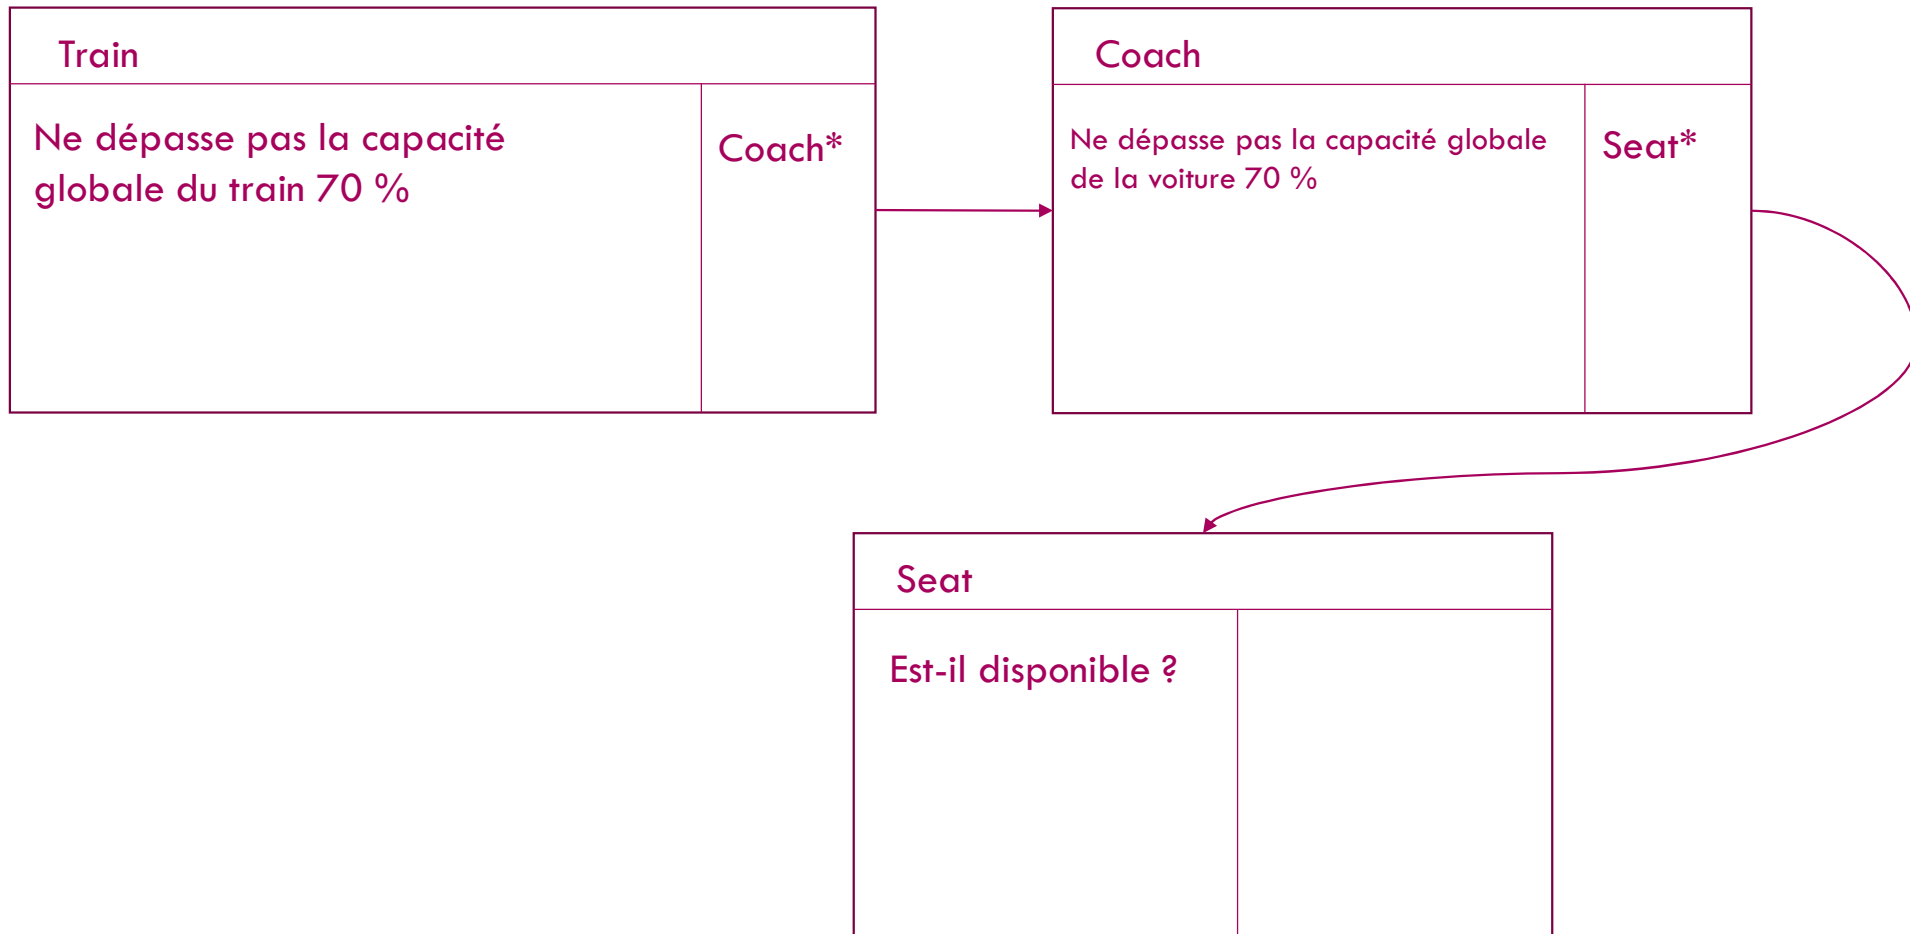 Train
Ne dépasse pas la capacité
globale du train 70 %
Coach*
Coach
Ne dépasse pas la capacité globale
de la voiture 70 %
Seat*
Seat
Est-il disponible ?